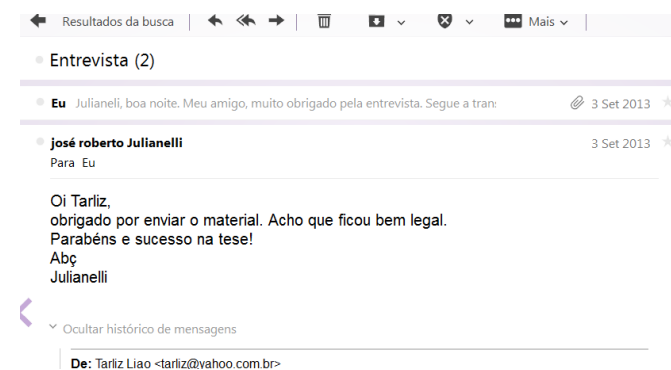 Resultados da busca Mais
Entrevista (2)
Eu Julianeli, boa noite. Meu amigo, muito obrigado pela entrevista. Segue a 3 Set 2013
josé roberto Julianelli 3 Set 2013
Para Eu
Oi Tarliz,
obrigado por enviar o material. Acho que ficou bem legal.
Parabéns e sucesso na tese!
Abç
Julianelli
Ocultar histórico de mensagens
De: Tarliz Liao <tarliz@yahoo.com.br>